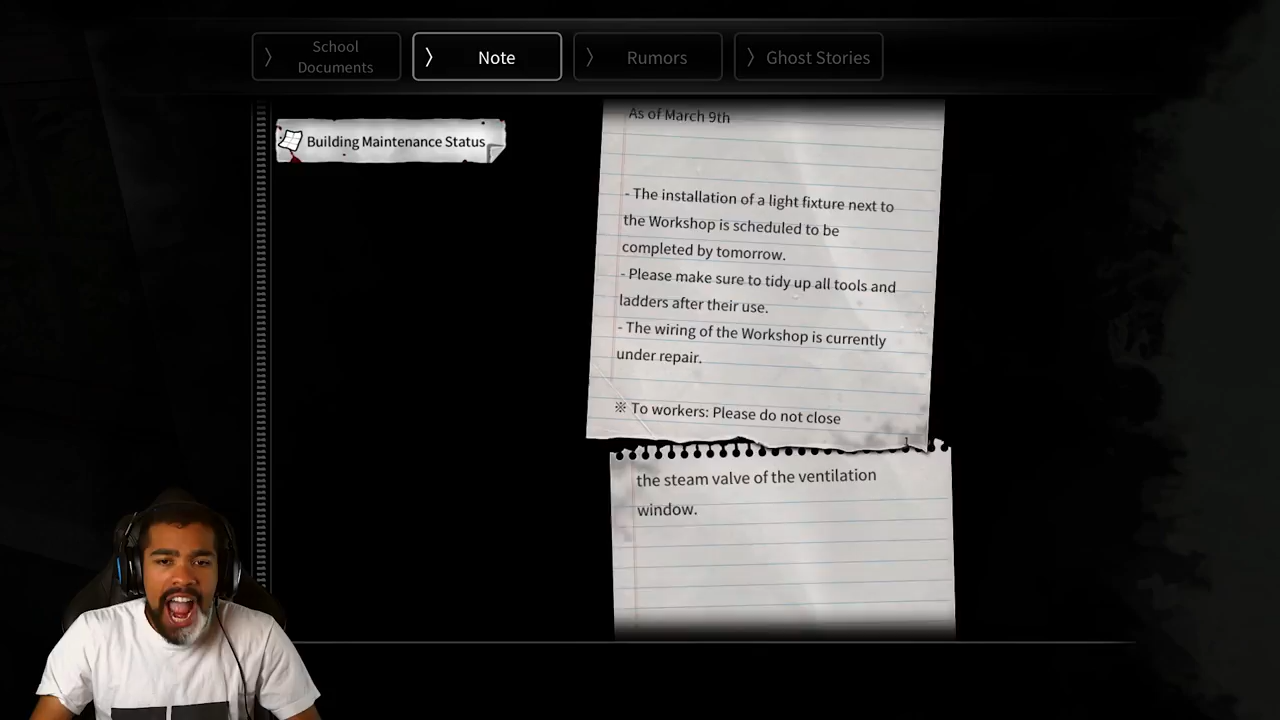 School
Documents
Note
Rumors
Ghost Stories
Building Maintenance Status
As of March 9th
- The installation of a light fixture next to
the Workshop is scheduled to be
completed by tomorrow.
- Please make sure to tidy up all tools and
ladders after their use.
- The wiring of the Workshop is currently
under repair.
※ To workers: Please do not close
1
the steam valve of the ventilation
window.